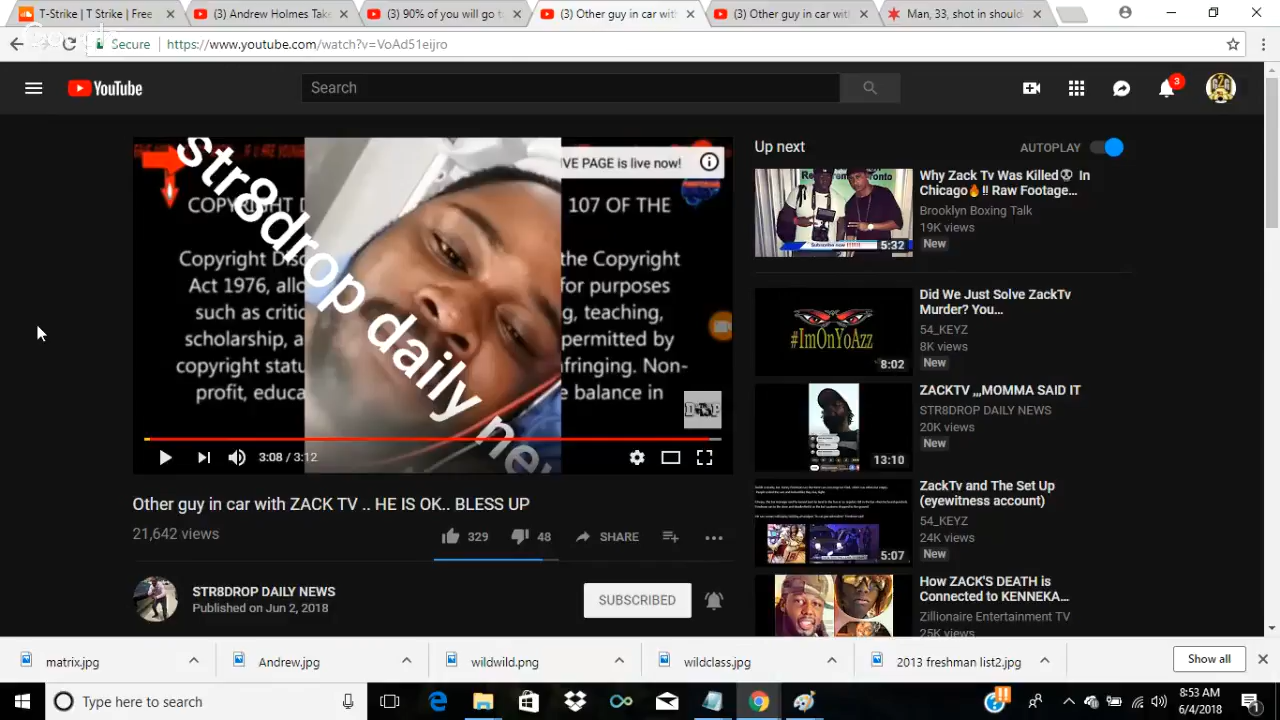 T-Strike | T Strike | Free
(3) Andrew Holmes Take
(3) 90% of you will go t
(3) Other guy in car with
(3) Other guy in car with
Man, 33, shot in should
Secure
https://www.youtube.com/watch?v=VoAd51eijro
YouTube
Search
3
str8drop daily ne
IVE PAGE is live now!
COPYRIGHT D
107 OF THE
Copyright Disc
the Copyright
Act 1976, allo
for purposes
such as critic
g, teaching,
scholarship, a
permitted by
copyright statu
fringing. Non-
profit, educa
e balance in
DROP
3:08 / 3:12
Other guy in car with ZACK TV... HE IS OK. BLESS UP
views
329
48
SHARE
STR8DROP DAILY NEWS
Published on Jun 2, 2018
SUBSCRIBED
Up next
AUTOPLAY
Why Zack Tv Was Killed In
Chicago !! Raw Footage...
Brooklyn Boxing Talk
19K views
New
5:32
Did We Just Solve ZackTv
Murder? You...
54_KEYZ
8K views
New
#ImOnYoAzz
8:02
ZACKTV ,,,MOMMA SAID IT
STR8DROP DAILY NEWS
20K views
New
13:10
ZackTv and The Set Up
(eyewitness account)
54_KEYZ
24K views
New
5:07
How ZACK'S DEATH is
Connected to KENNEKA...
Zillionaire Entertainment TV
25K views
matrix.jpg
Andrew.jpg
wildwild.png
wildclass.jpg
2013 freshman list2.jpg
Show all
Type here to search
8:53 AM
6/4/2018
1